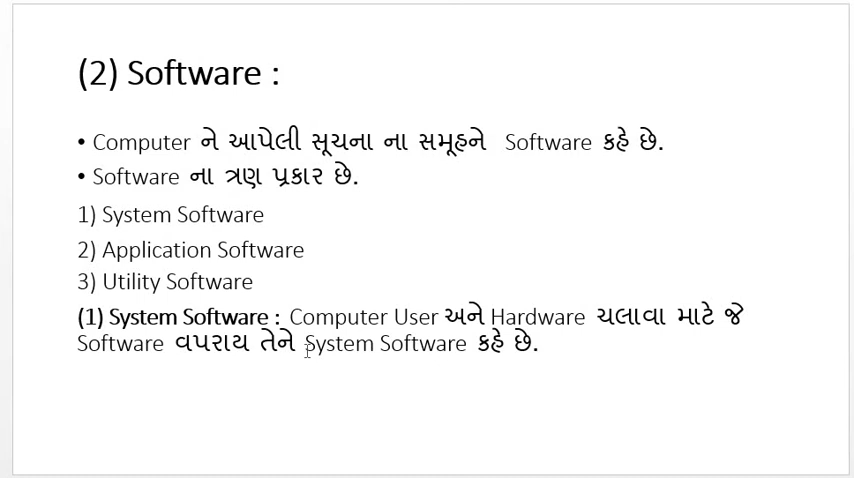 (2) Software :
• Computer ને આપેલી સૂચના ના સમૂહને Software કહે છે.
• Software ના ત્રણ પ્રકાર છે.
1) System Software
2) Application Software
3) Utility Software
(1) System Software : Computer User અને Hardware ચલાવા માટે જે
Software વપરાય તેને System Software કહે છે.